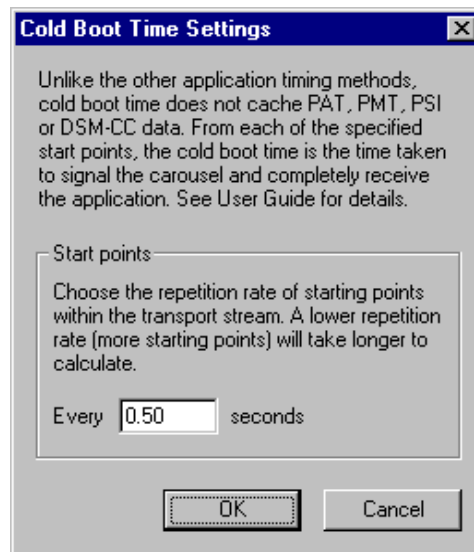 Cold Boot Time Settings
Unlike the other application timing methods,
cold boot time does not cache PAT, PMT, PSI
or DSM-CC data. From each of the specified
start points, the cold boot time is the time taken
to signal the carousel and completely receive
the application. See User Guide for details.
Start points
Choose the repetition rate of starting points
within the transport stream. A lower repetition
rate (more starting points) will take longer to
calculate.
Every 0.50 seconds
OK Cancel